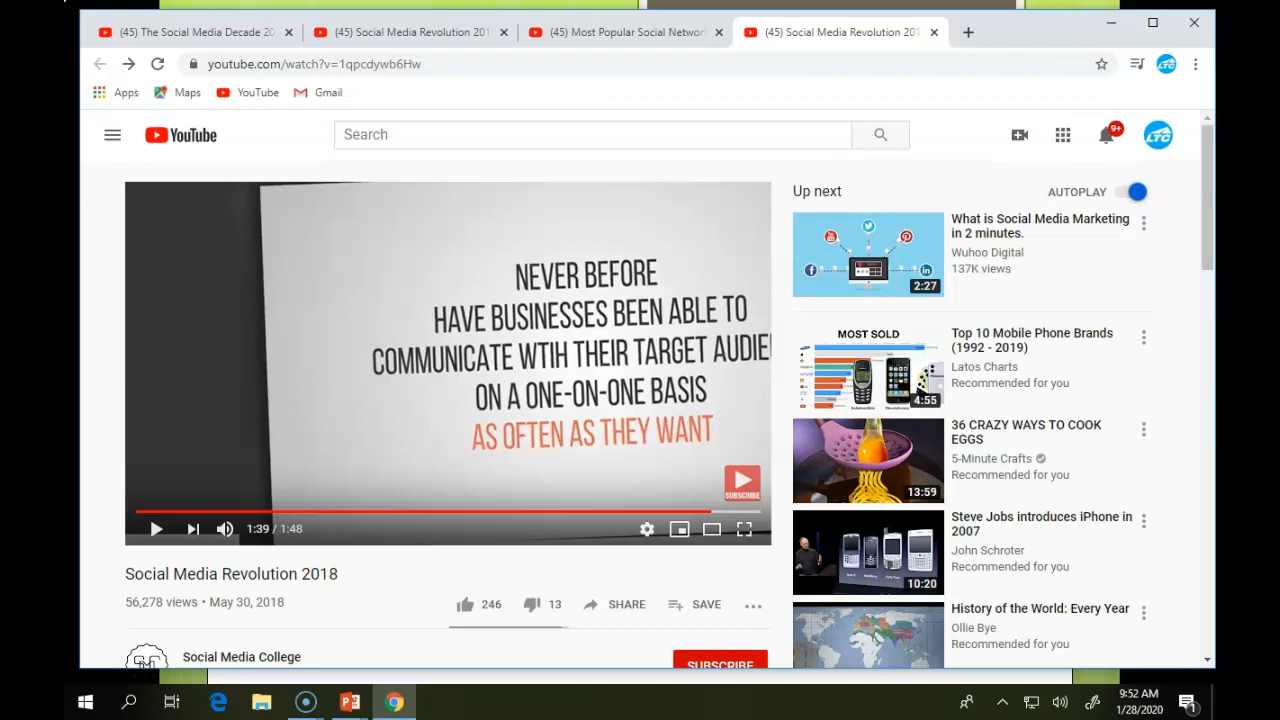 (45) The Social Media Decade 20
(45) Social Media Revolution 201
(45) Most Popular Social Networ
(45) Social Media Revolution 201
youtube.com/watch?v=1qpcdywb6Hw
LTC
Apps
Maps
YouTube
Gmail
YouTube
Search
9+
LTC
NEVER BEFORE
HAVE BUSINESSES BEEN ABLE TO
COMMUNICATE WTIH THEIR TARGET AUDIE
ON A ONE-ON-ONE BASIS
AS OFTEN AS THEY WANT
SUBSCRIBE
1:39 / 1:48
Social Media Revolution 2018
56,278 views • May 30, 2018
246
13
SHARE
SAVE
Social Media College
SUBSCRIBE
Up next
AUTOPLAY
What is Social Media Marketing
in 2 minutes.
Wuhoo Digital
137K views
2:27
MOST SOLD
4:55
Top 10 Mobile Phone Brands
(1992 - 2019)
Latos Charts
Recommended for you
13:59
36 CRAZY WAYS TO COOK
EGGS
5-Minute Crafts
Recommended for you
10:20
Steve Jobs introduces iPhone in
2007
John Schroter
Recommended for you
History of the World: Every Year
Ollie Bye
Recommended for you
9:52 AM
1/28/2020
1